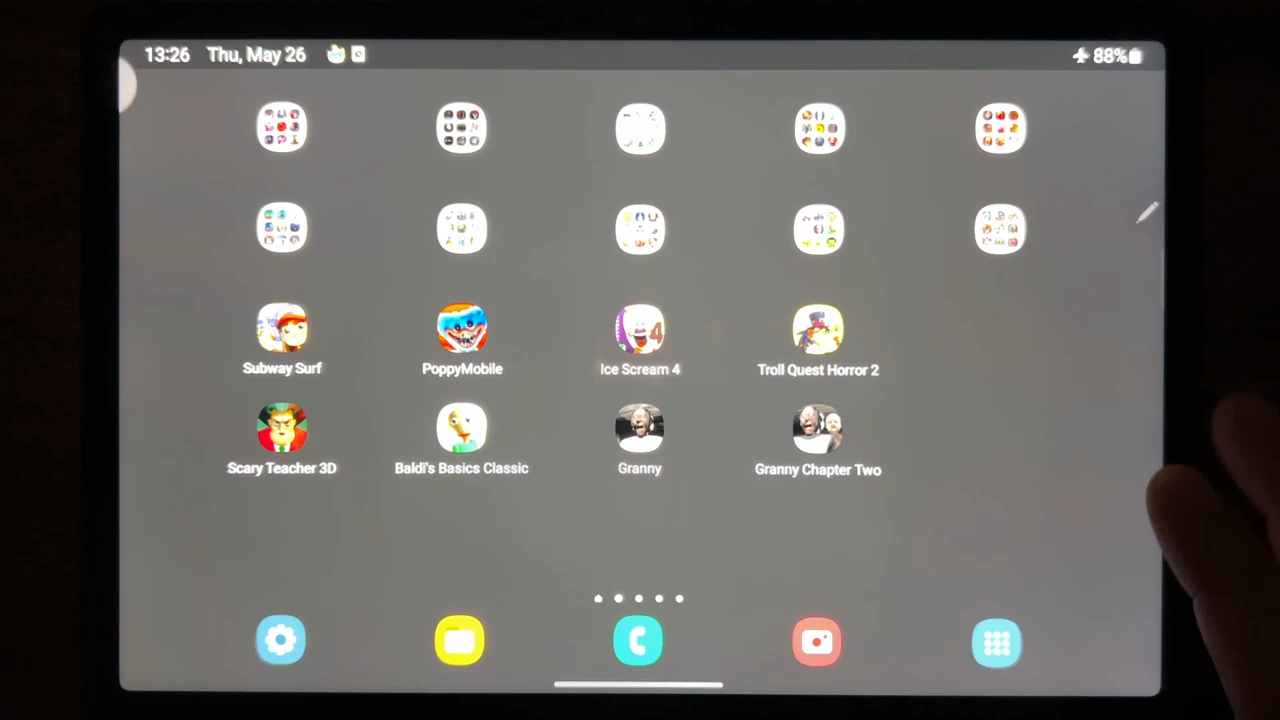 13:26 Thu, May 26 88%
Subway Surf PoppyMobile Ice Scream 4 Troll Quest Horror 2
Scary Teacher 3D Baldi's Basics Classic Granny Granny Chapter Two